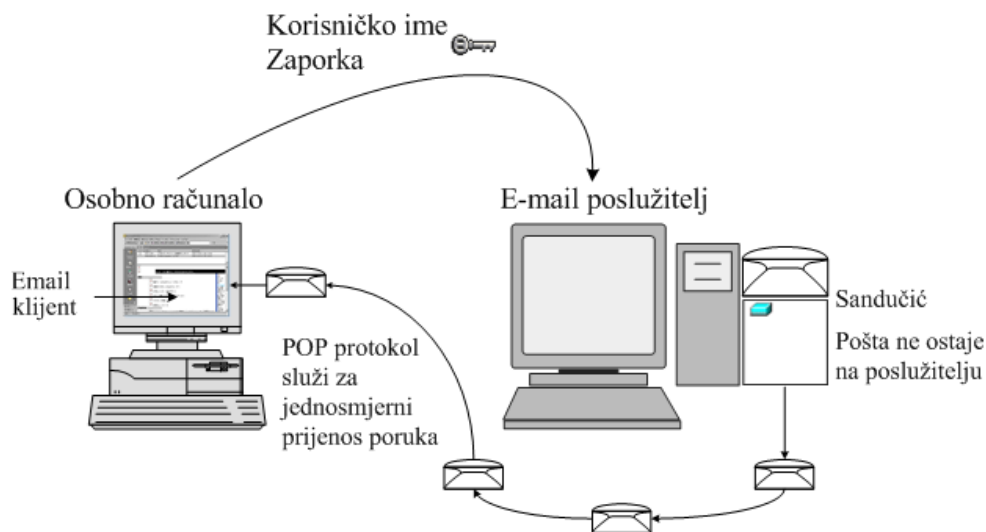 Korisničko ime
Zaporka
Osobno računalo
E-mail poslužitelj
Email
klijent
POP protokol
služi za
jednosmjerni
prijenos poruka
Sandučić
Pošta ne ostaje
na poslužitelju